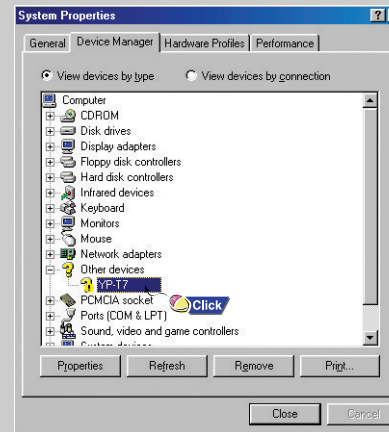 System Properties
General Device Manager Hardware Profiles Performance
View devices by type View devices by connection
Computer
CDROM
Disk drives
Display adapters
Floppy disk controllers
Hard disk controllers
Infrared devices
Keyboard
Monitors
Mouse
Network adapters
Other devices
YP-T7
PCMCIA socket
Click
Ports (COM & LPT)
Sound, video and game controllers
System devices
Properties Refresh Remove Print...
Close Cancel